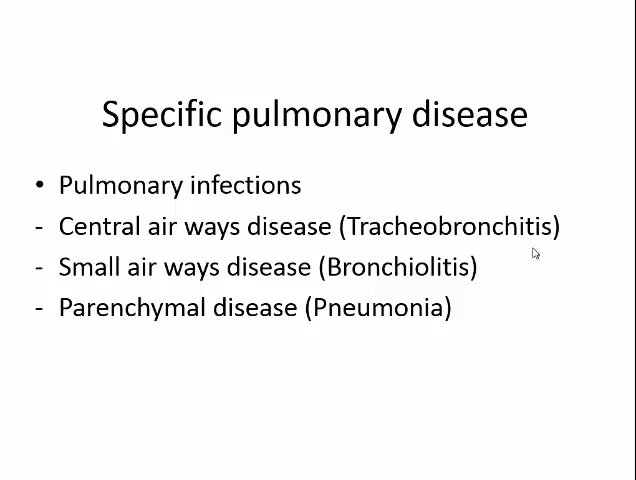 Specific pulmonary disease
• Pulmonary infections
- Central air ways disease (Tracheobronchitis)
- Small air ways disease (Bronchiolitis)
- Parenchymal disease (Pneumonia)